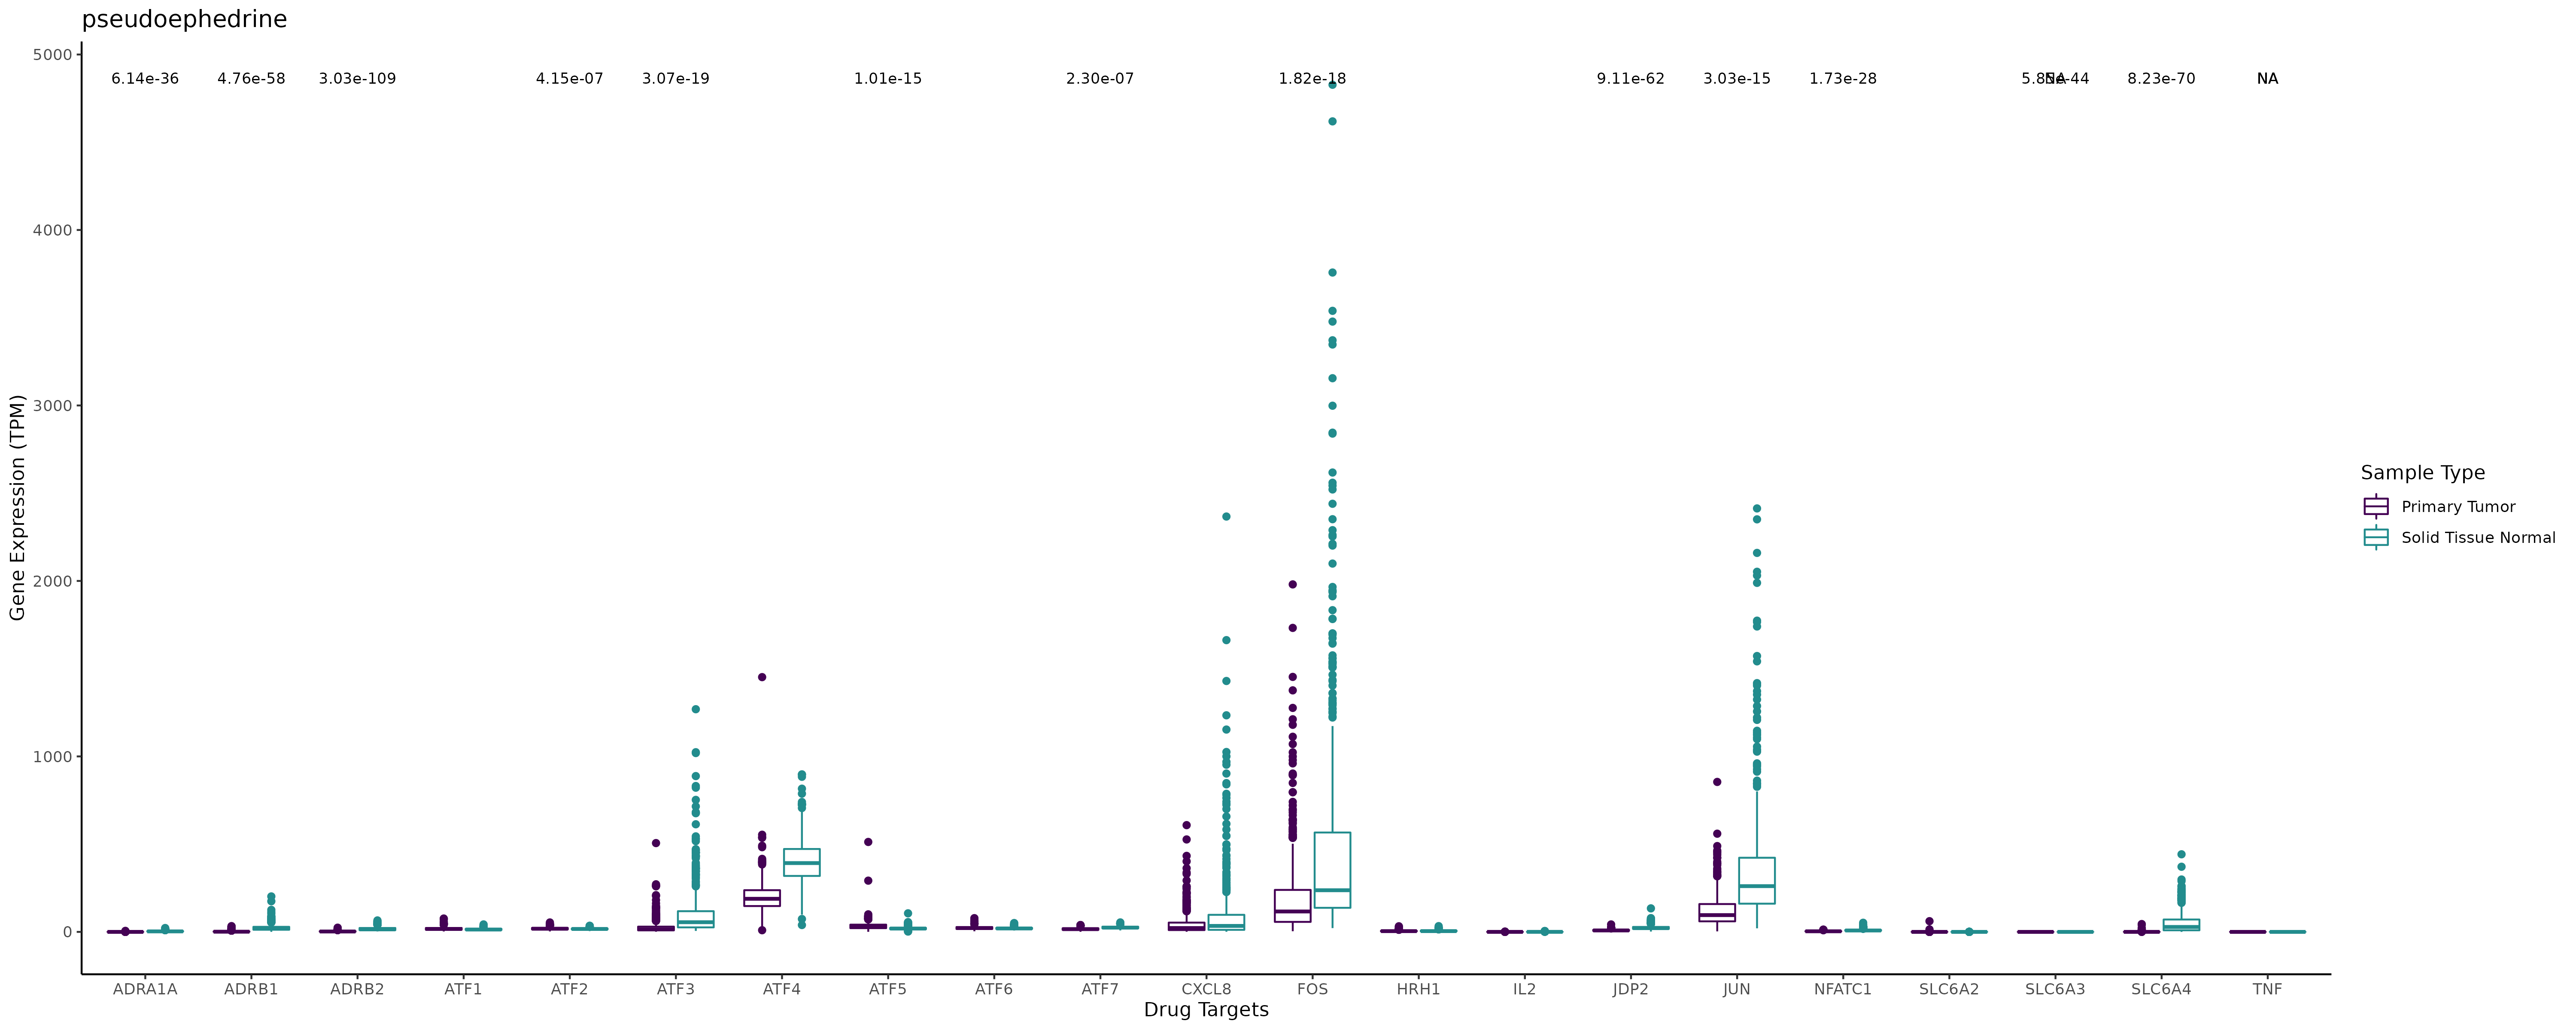 pseudoephedrine
5000
6.14e-36 4.76e-58 3.03e-109 4.15e-07 3.07e-19 1.01e-15 2.30e-07 1.82e-18 9.11e-62 3.03e-15 1.73e-28 5.85e-44 NA 8.23e-70 NA
4000
3000
2000
1000
0
Gene Expression (TPM)
Sample Type
Primary Tumor
Solid Tissue Normal
ADRA1A ADRB1 ADRB2 ATF1 ATF2 ATF3 ATF4 ATF5 ATF6 ATF7 CXCL8 FOS HRH1 IL2 JDP2 JUN NFATC1 SLC6A2 SLC6A3 SLC6A4 TNF
Drug Targets